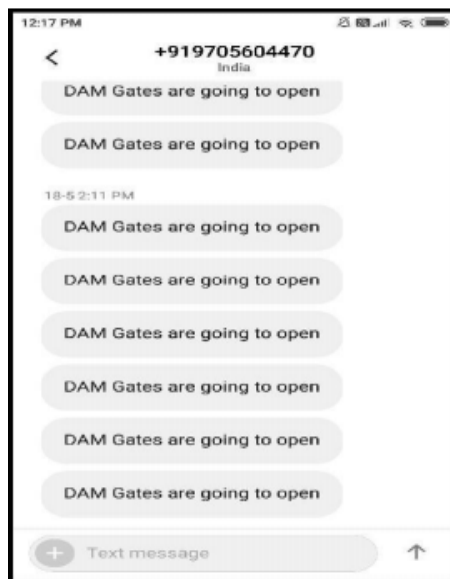 12:17 PM
+919705604470
India
DAM Gates are going to open
DAM Gates are going to open
18-5 2:11 PM
DAM Gates are going to open
DAM Gates are going to open
DAM Gates are going to open
DAM Gates are going to open
DAM Gates are going to open
DAM Gates are going to open
Text message